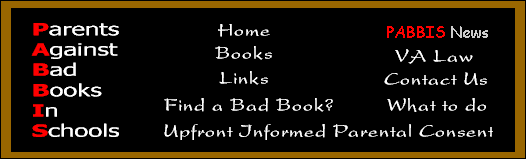 Parents
Against
Bad
Books
In
Schools
Home
Books
Links
Find a Bad Book?
PABBIS News
VA Law
Contact Us
What to do
Upfront Informed Parental Consent